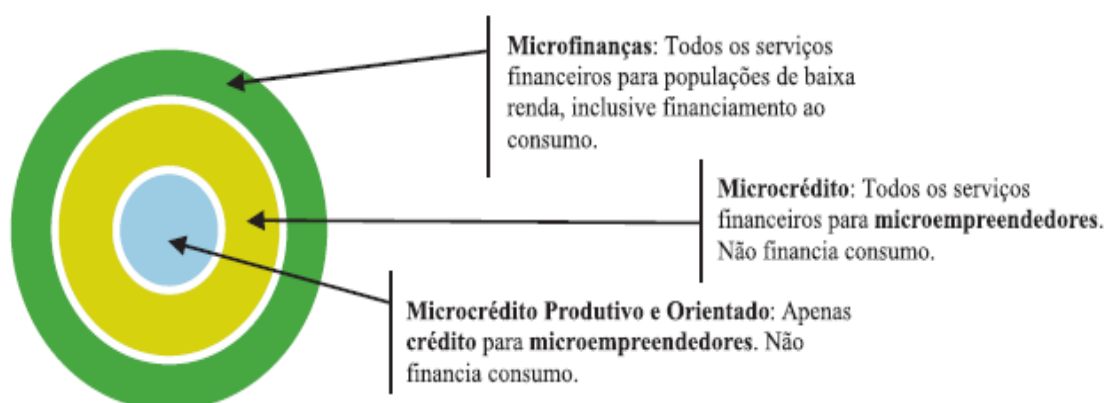 Microfinanças: Todos os serviços
financeiros para populações de baixa
renda, inclusive financiamento ao
consumo.
Microcrédito: Todos os serviços
financeiros para microempreendedores.
Não financia consumo.
Microcrédito Produtivo e Orientado: Apenas
crédito para microempreendedores. Não
financia consumo.